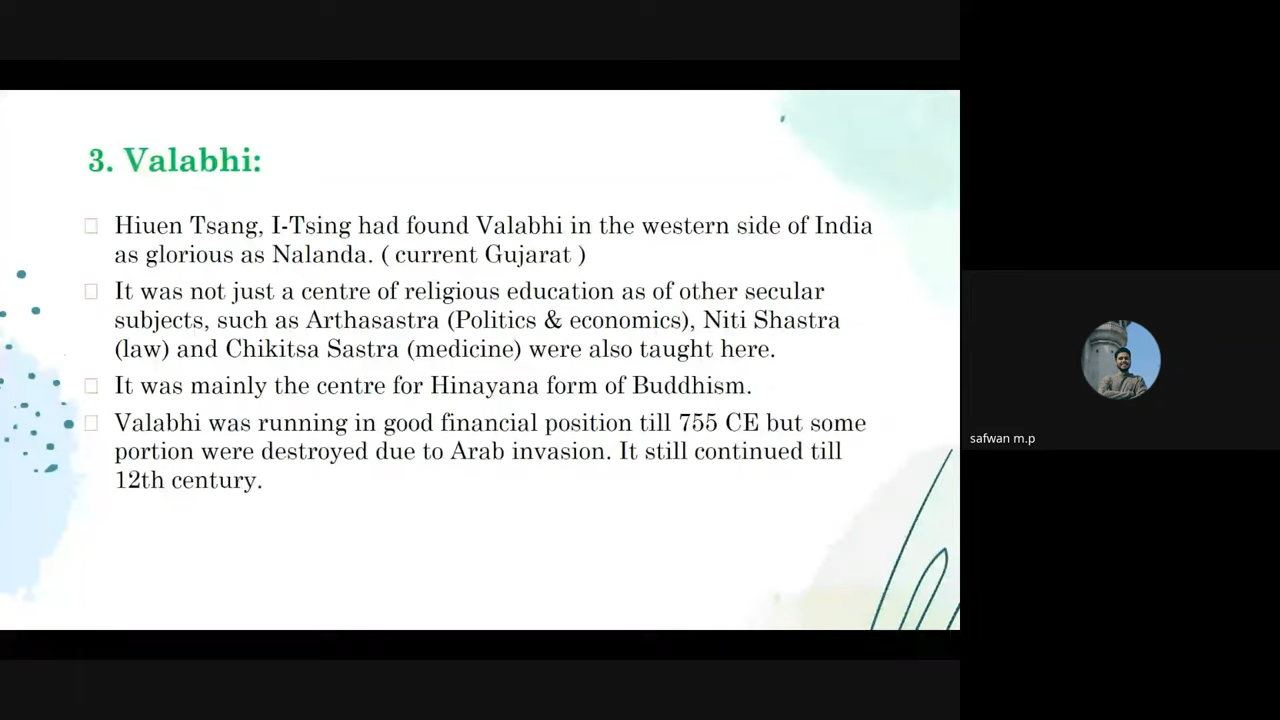 3. Valabhi:
Hiuen Tsang, I-Tsing had found Valabhi in the western side of India
as glorious as Nalanda. ( current Gujarat )
It was not just a centre of religious education as of other secular
subjects, such as Arthasastra (Politics & economics), Niti Shastra
(law) and Chikitsa Sastra (medicine) were also taught here.
It was mainly the centre for Hinayana form of Buddhism.
Valabhi was running in good financial position till 755 CE but some
portion were destroyed due to Arab invasion. It still continued till
12th century.
safwan m.p